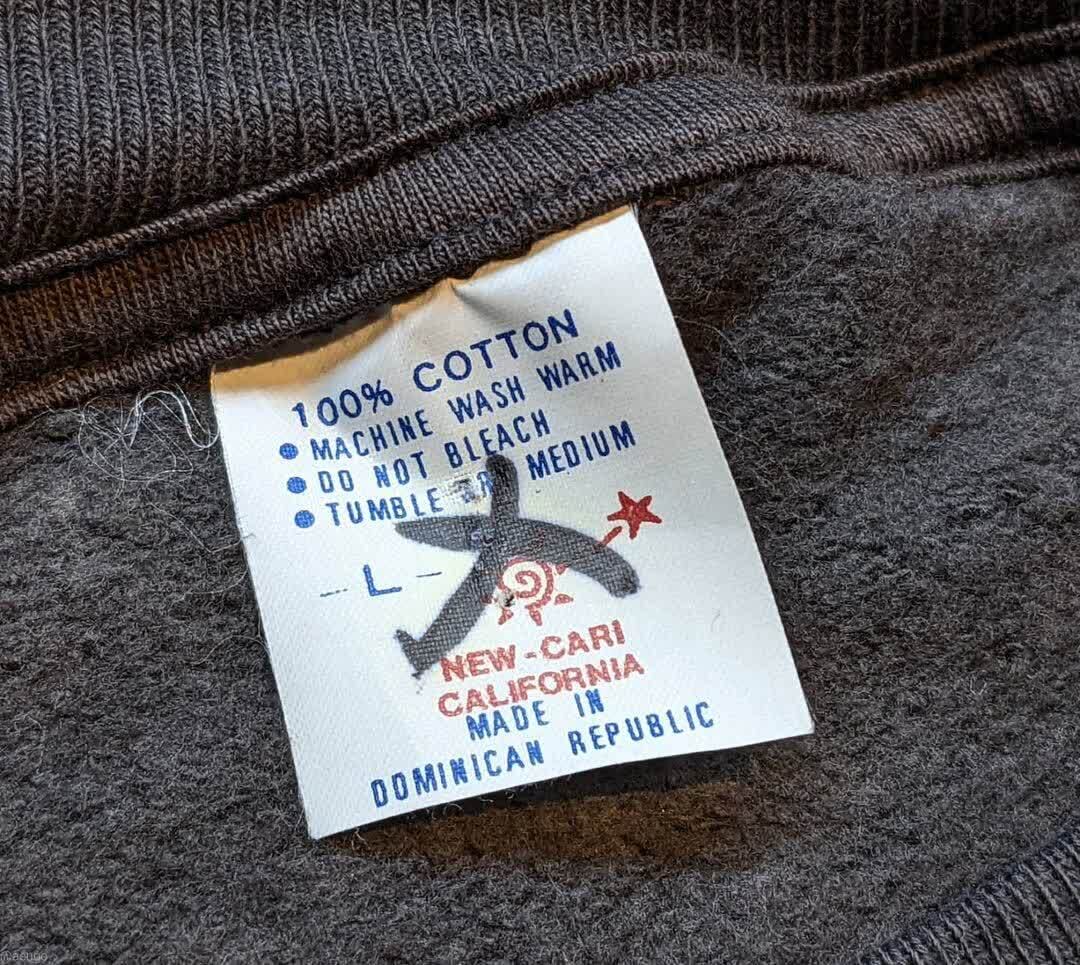 100% COTTON
● MACHINE WASH WARM
● DO NOT BLEACH
● TUMBLE MEDIUM
– L –
NEW-CARI
CALIFORNIA
MADE IN
DOMINICAN REPUBLIC